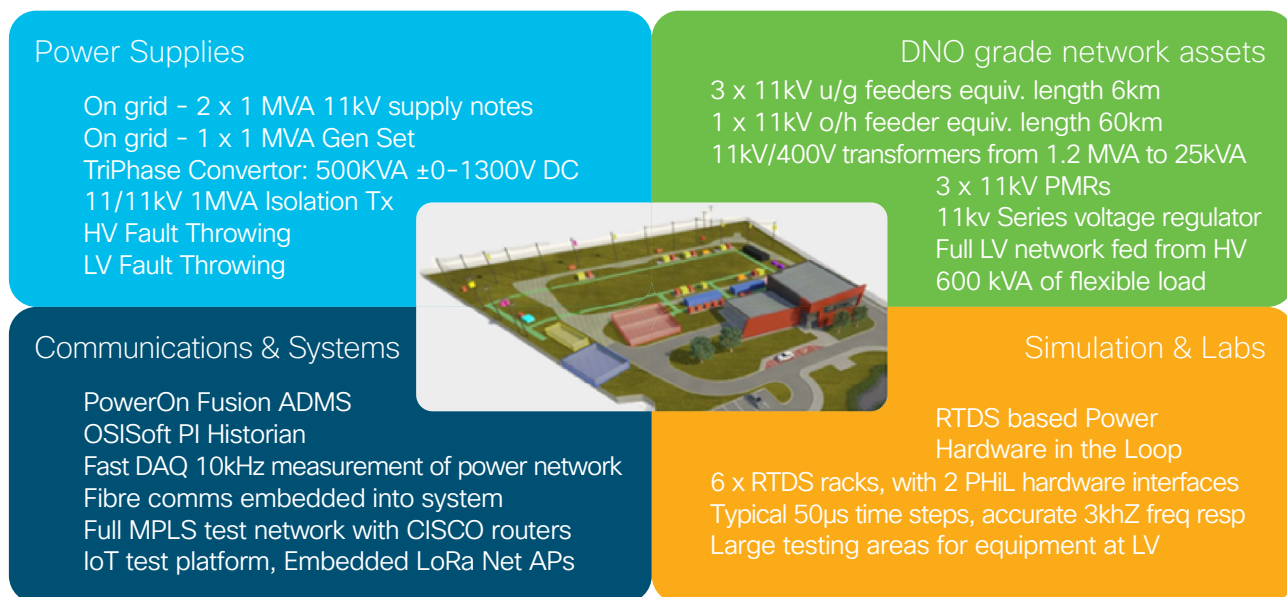 Power Supplies
On grid - 2 x 1 MVA 11kV supply notes
On grid - 1 x 1 MVA Gen Set
TriPhase Convertor: 500KVA ±0-1300V DC
11/11kV 1MVA Isolation Tx
HV Fault Throwing
LV Fault Throwing
DNO grade network assets
3 x 11kV u/g feeders equiv. length 6km
1 x 11kV o/h feeder equiv. length 60km
11kV/400V transformers from 1.2 MVA to 25kVA
3 x 11kV PMRs
11kv Series voltage regulator
Full LV network fed from HV
600 kVA of flexible load
Communications & Systems
PowerOn Fusion ADMS
OSISoft PI Historian
Fast DAQ 10kHz measurement of power network
Fibre comms embedded into system
Full MPLS test network with CISCO routers
IoT test platform, Embedded LoRa Net APs
Simulation & Labs
RTDS based Power
Hardware in the Loop
6 x RTDS racks, with 2 PHiL hardware interfaces
Typical 50µs time steps, accurate 3khZ freq resp
Large testing areas for equipment at LV